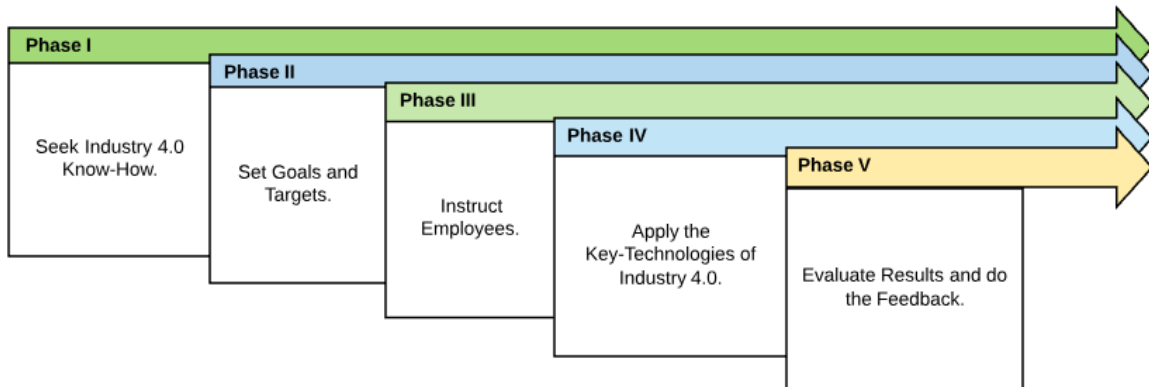 Phase I
Seek Industry 4.0
Know-How.
Phase II
Set Goals and
Targets.
Phase III
Instruct
Employees.
Phase IV
Apply the
Key-Technologies of
Industry 4.0.
Phase V
Evaluate Results and do
the Feedback.